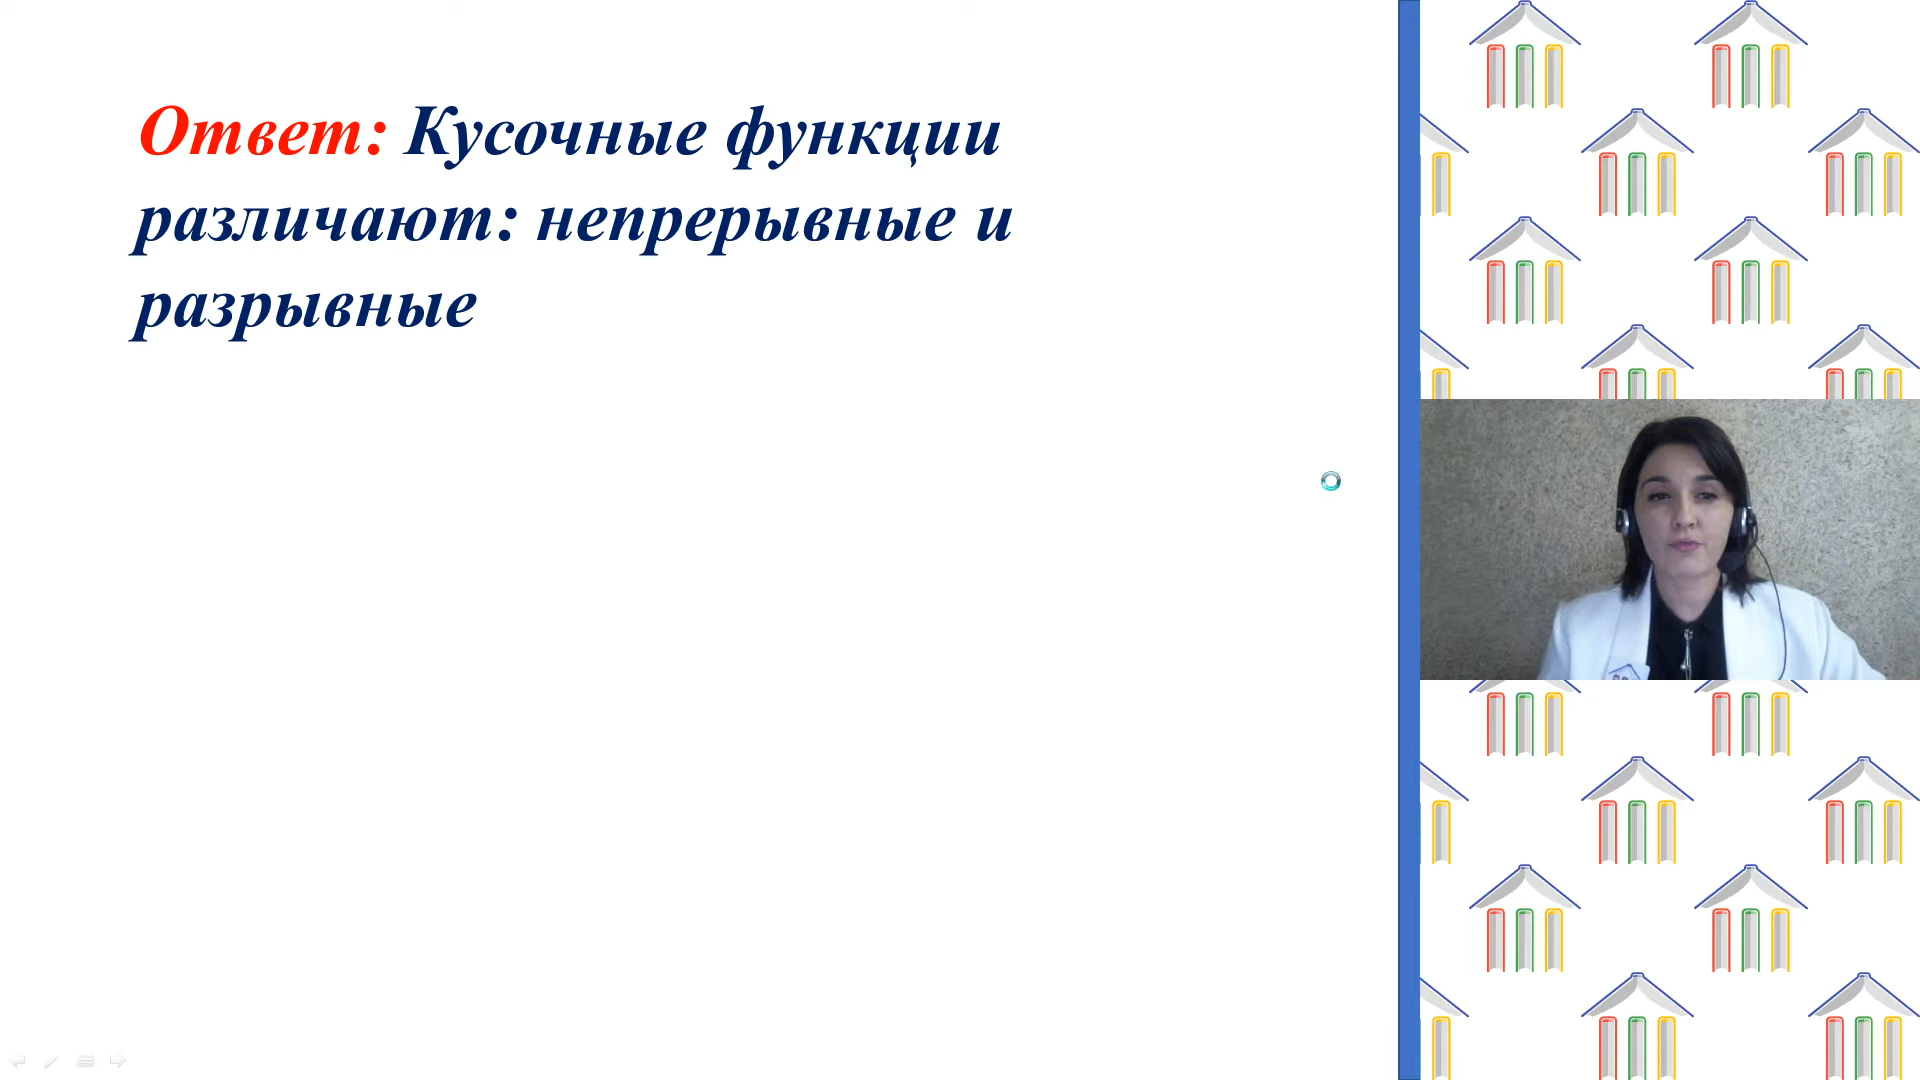 Ответ: Кусочные функции
различают: непрерывные и
разрывные